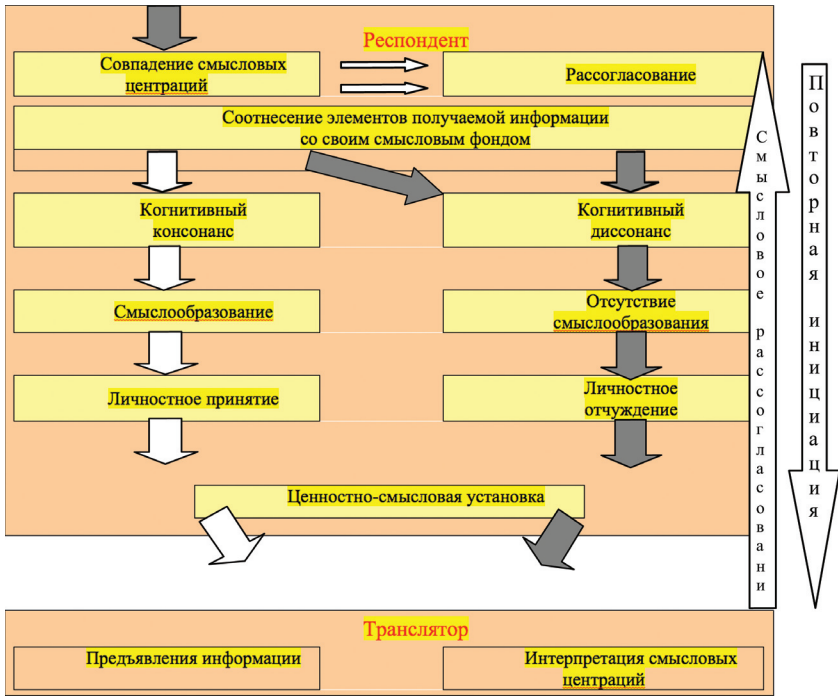 Респондент
Совпадение смысловых
центраций
Рассогласование
Соотнесение элементов получаемой информации
со своим смысловым фондом
Когнитивный
консонанс
Когнитивный
диссонанс
Смыслообразование
Отсутствие
смыслообразования
Личностное принятие
Личностное
отчуждение
Ценностно-смысловая установка
Смысловое рассогласовани
Повторная инициация
Транслятор
Предъявления информации
Интерпретация смысловых
центраций